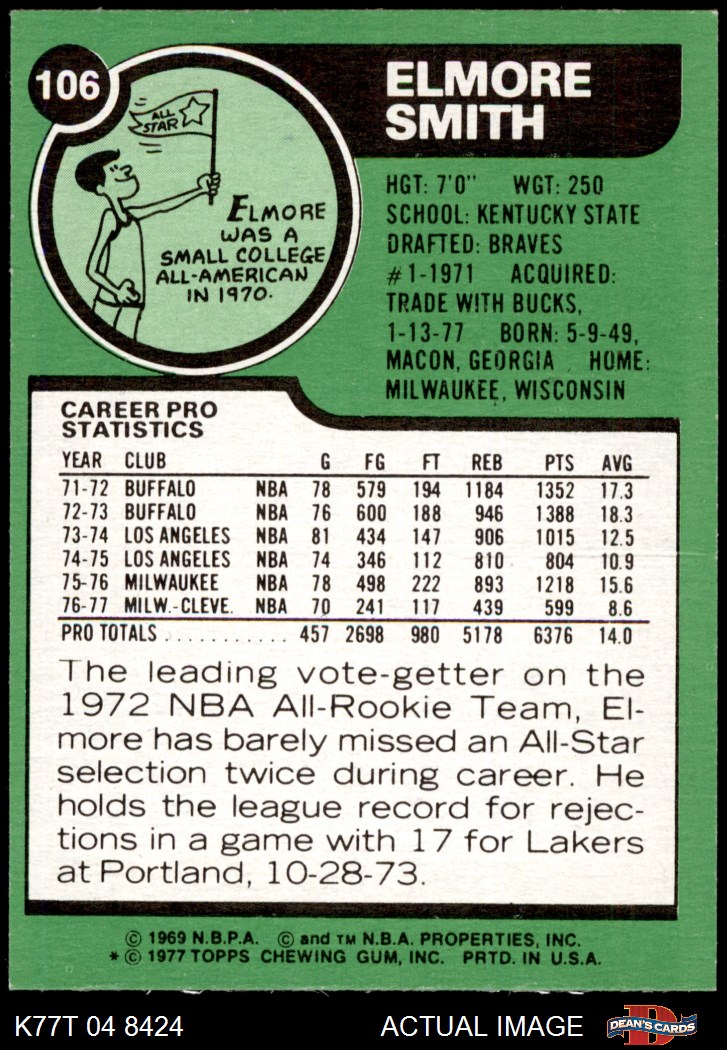 106
ELMORE
SMITH
ALL
STAR
ELMORE
WAS A
SMALL COLLEGE
ALL-AMERICAN
IN 1970.
HGT: 7'0" WGT: 250
SCHOOL: KENTUCKY STATE
DRAFTED: BRAVES
#1-1971 ACQUIRED:
TRADE WITH BUCKS,
1-13-77 BORN: 5-9-49,
MACON, GEORGIA HOME:
MILWAUKEE, WISCONSIN
CAREER PRO
STATISTICS
YEAR CLUB G FG FT REB PTS AVG
71-72 BUFFALO NBA 78 579 194 1184 1352 17.3
72-73 BUFFALO NBA 76 600 188 946 1388 18.3
73-74 LOS ANGELES NBA 81 434 147 906 1015 12.5
74-75 LOS ANGELES NBA 74 346 112 810 804 10.9
75-76 MILWAUKEE NBA 78 498 222 893 1218 15.6
76-77 MILW.-CLEVE. NBA 70 241 117 439 599 8.6
PRO TOTALS ........... 457 2698 980 5178 6376 14.0
The leading vote-getter on the
1972 NBA All-Rookie Team, El-
more has barely missed an All-Star
selection twice during career. He
holds the league record for rejec-
tions in a game with 17 for Lakers
at Portland, 10-28-73.
© 1969 N.B.P.A. © and TM N.B.A. PROPERTIES, INC.
* © 1977 TOPPS CHEWING GUM, INC. PRTD. IN U.S.A.
K77T 04 8424 ACTUAL IMAGE D DEAN'S CARDS